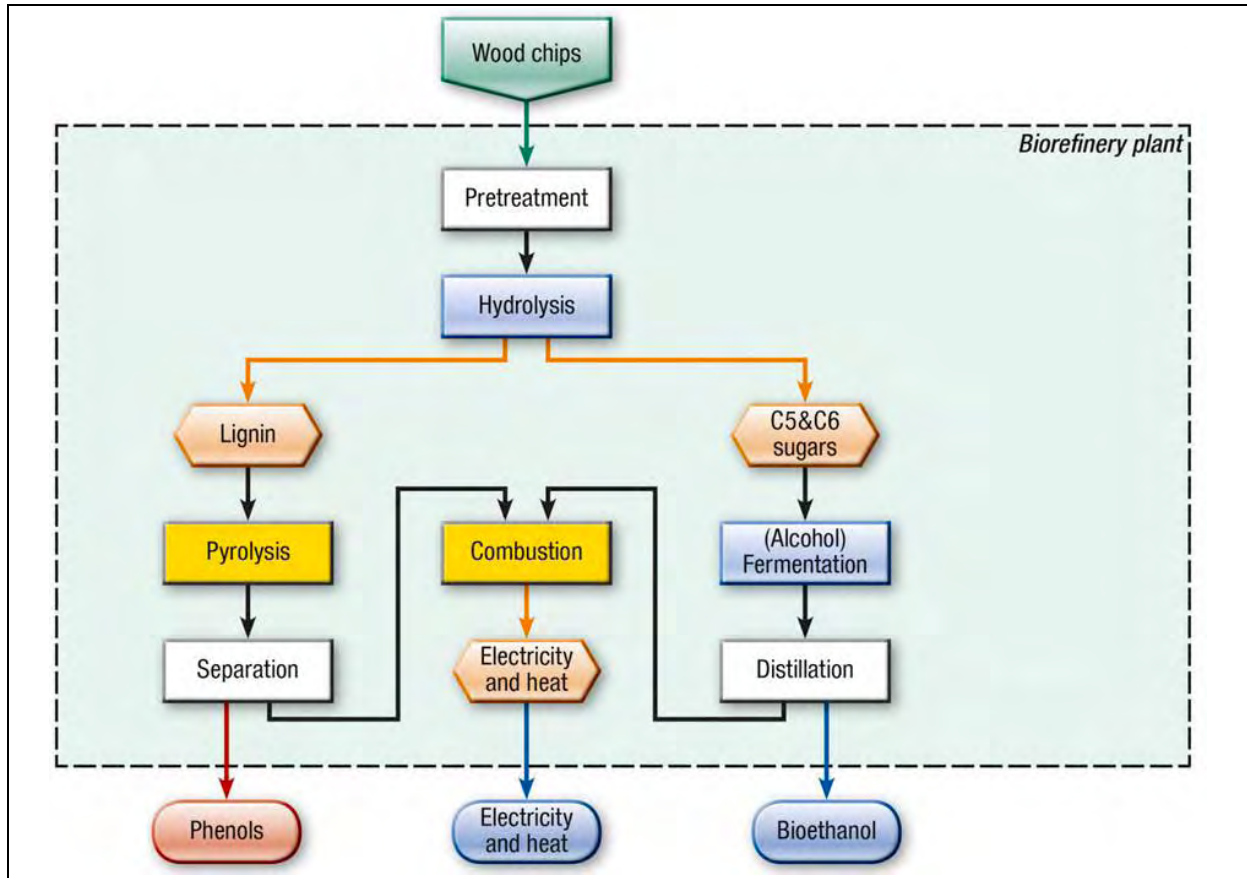 Wood chips
Biorefinery plant
Pretreatment
Hydrolysis
Lignin
C5&C6
sugars
Pyrolysis
Combustion
(Alcohol)
Fermentation
Separation
Electricity
and heat
Distillation
Phenols
Electricity
and heat
Bioethanol